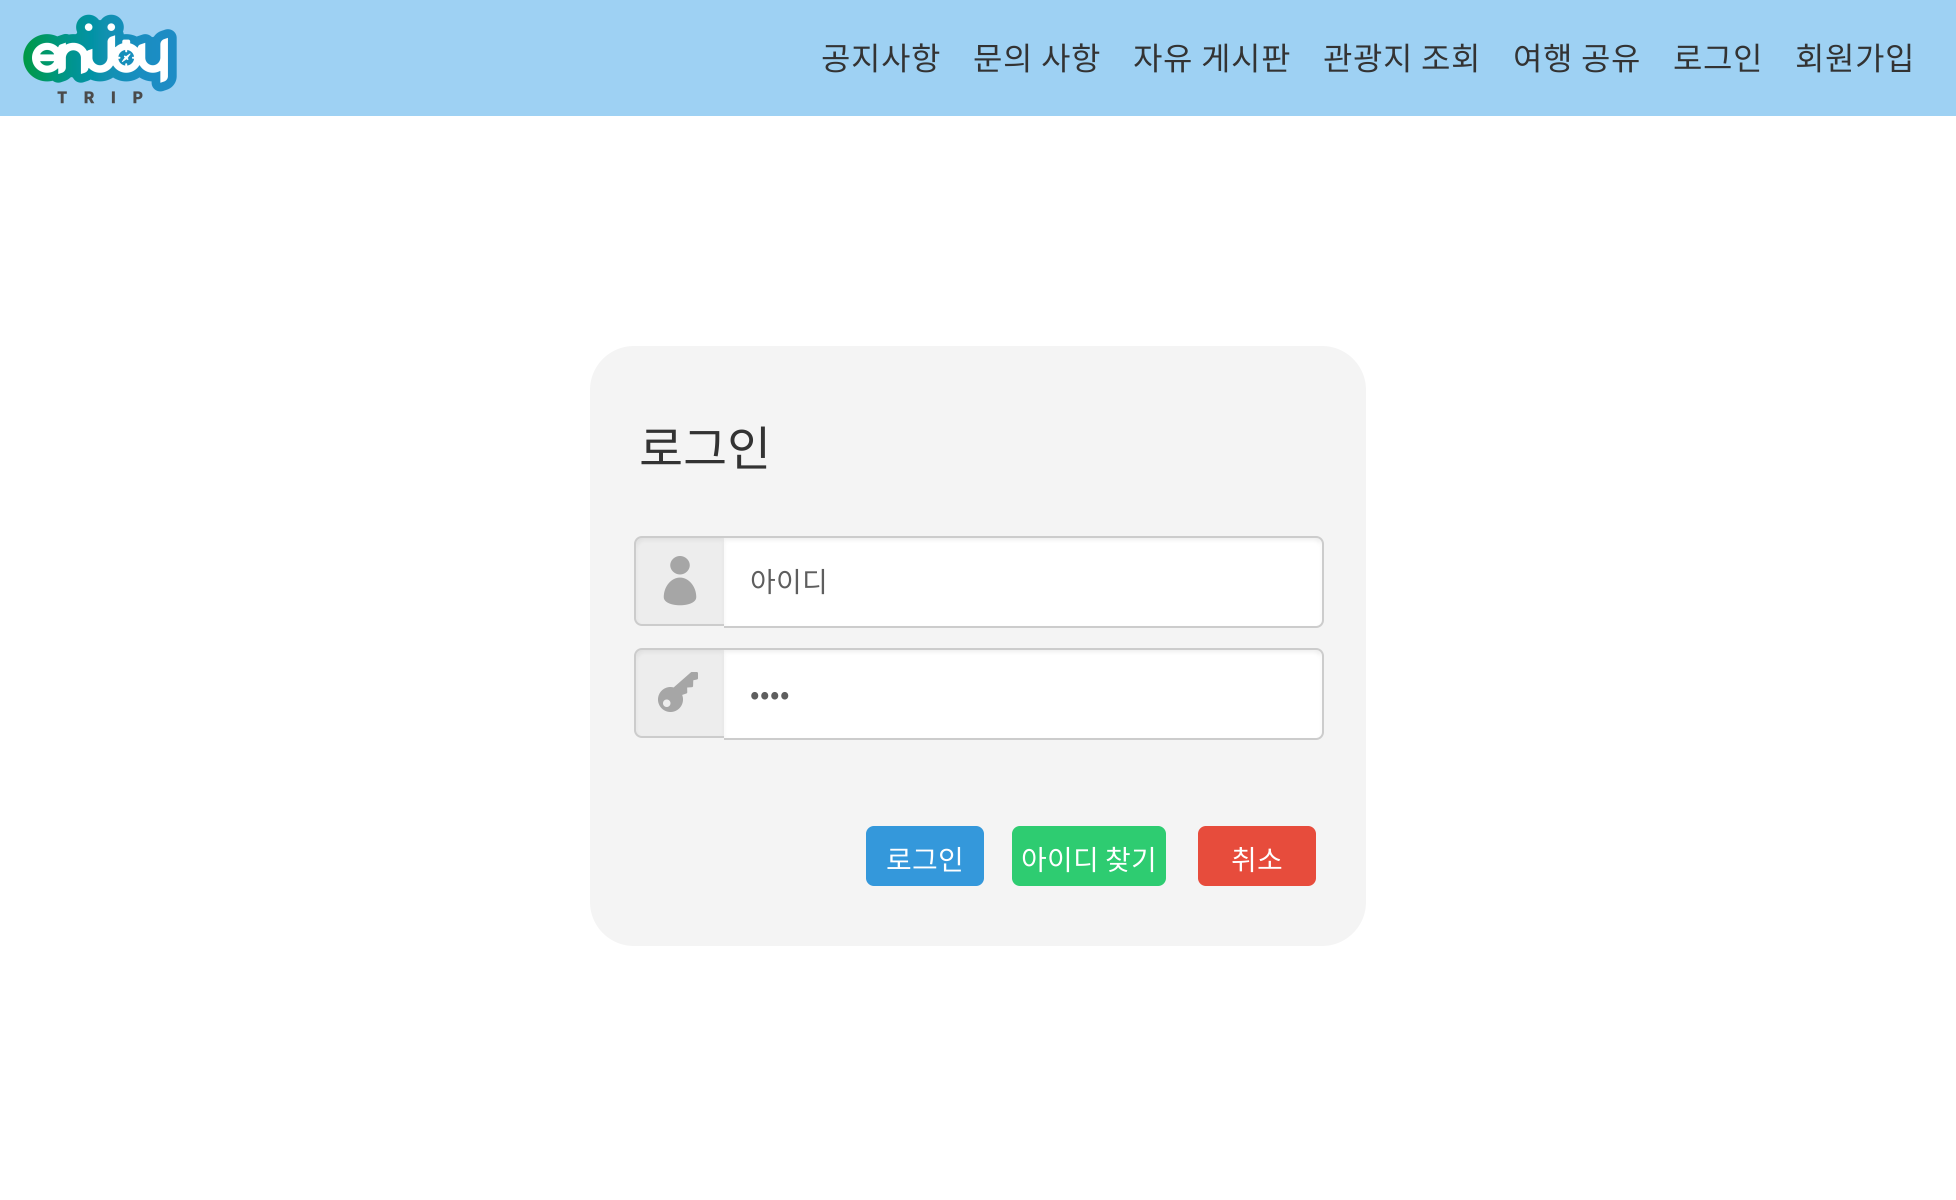 enjoy
TRIP
공지사항 문의 사항 자유 게시판 관광지 조회 여행 공유 로그인 회원가입
로그인
아이디
••••
로그인 아이디 찾기 취소